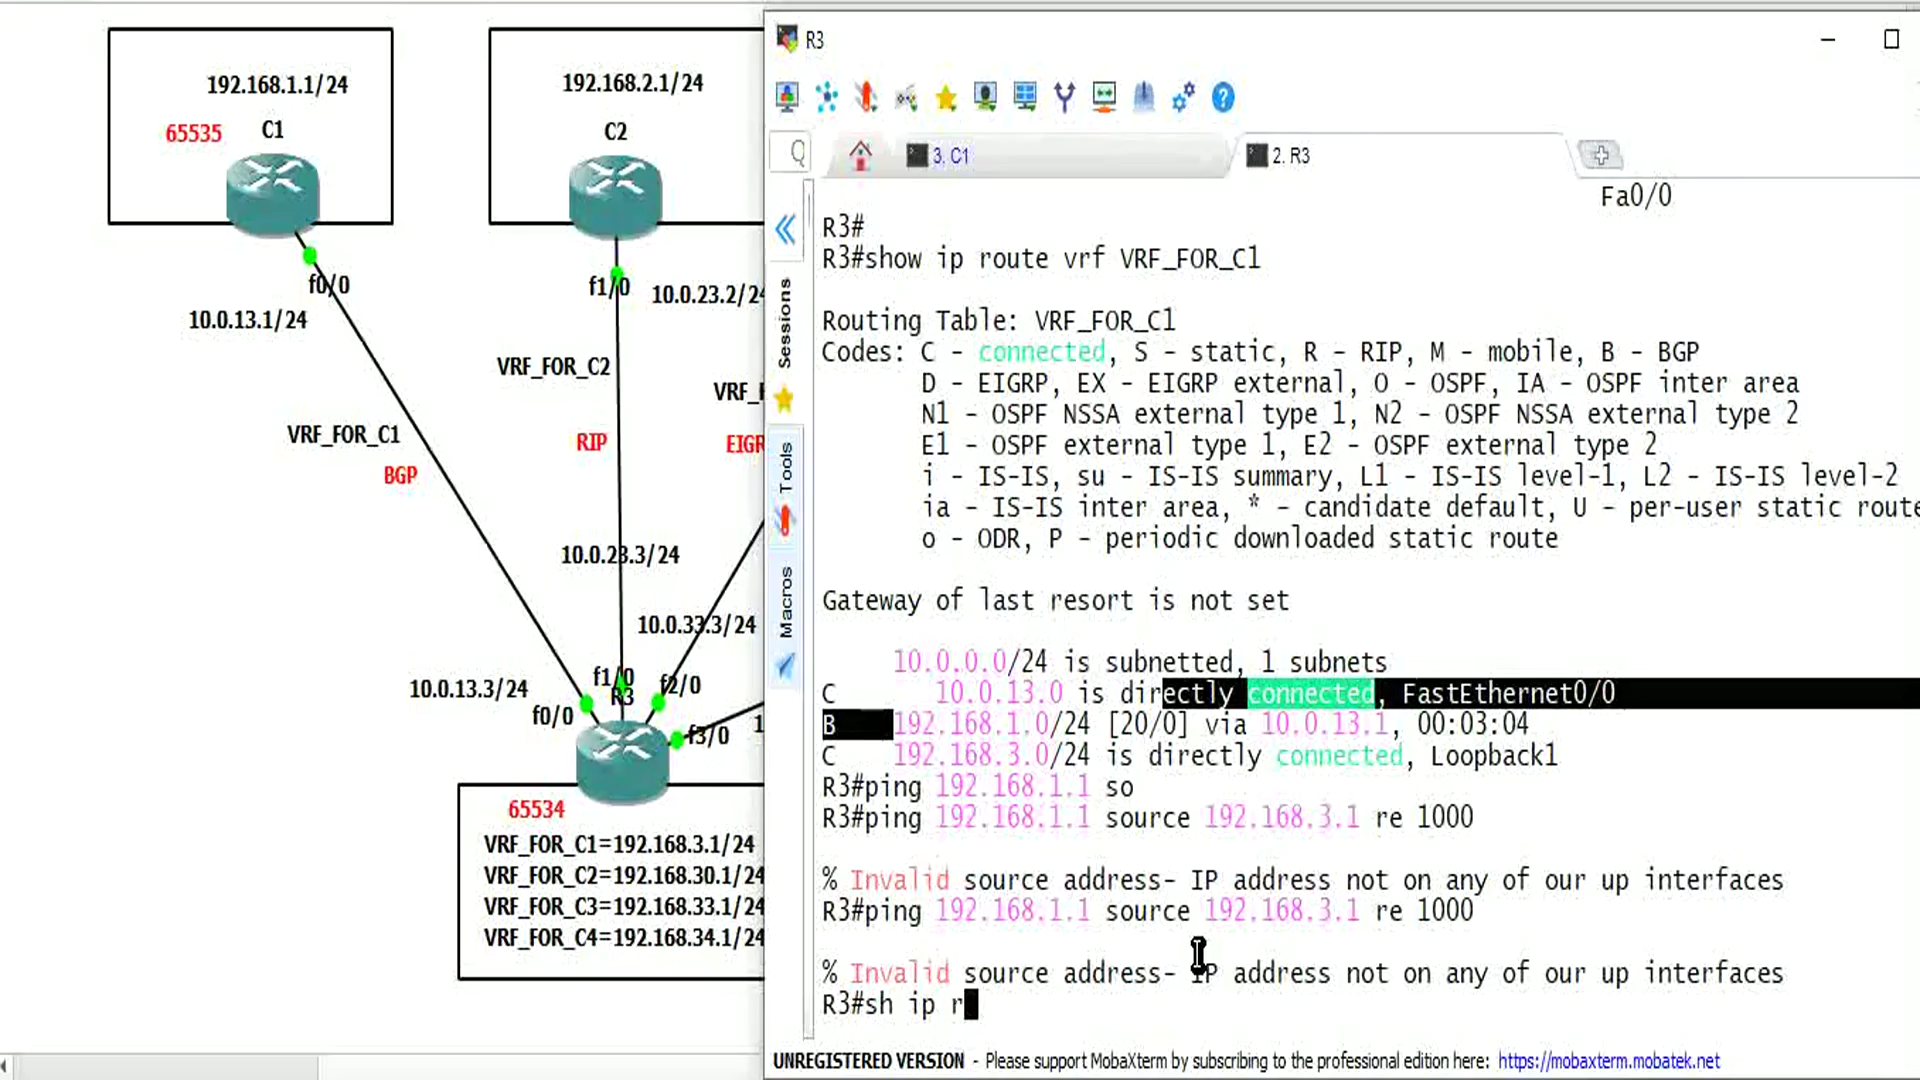 192.168.1.1/24
65535
C1
f0/0
10.0.13.1/24
VRF_FOR_C1
BGP
192.168.2.1/24
C2
f1/0
10.0.23.2/24
VRF_FOR_C2
RIP
10.0.23.3/24
10.0.33.3/24
10.0.13.3/24
f1/0
R3
f2/0
f0/0
f3/0
65534
VRF_FOR_C1=192.168.3.1/24
VRF_FOR_C2=192.168.30.1/24
VRF_FOR_C3=192.168.33.1/24
VRF_FOR_C4=192.168.34.1/24
R3
3. C1
2. R3
Sessions
Tools
Macros
Fa0/0
R3#
R3#show ip route vrf VRF_FOR_C1
Routing Table: VRF_FOR_C1
Codes: C - connected, S - static, R - RIP, M - mobile, B - BGP
D - EIGRP, EX - EIGRP external, O - OSPF, IA - OSPF inter area
N1 - OSPF NSSA external type 1, N2 - OSPF NSSA external type 2
E1 - OSPF external type 1, E2 - OSPF external type 2
i - IS-IS, su - IS-IS summary, L1 - IS-IS level-1, L2 - IS-IS level-2
ia - IS-IS inter area, * - candidate default, U - per-user static route
o - ODR, P - periodic downloaded static route
Gateway of last resort is not set
10.0.0.0/24 is subnetted, 1 subnets
C 10.0.13.0 is directly connected, FastEthernet0/0
B 192.168.1.0/24 [20/0] via 10.0.13.1, 00:03:04
C 192.168.3.0/24 is directly connected, Loopback1
R3#ping 192.168.1.1 so
R3#ping 192.168.1.1 source 192.168.3.1 re 1000
% Invalid source address- IP address not on any of our up interfaces
R3#ping 192.168.1.1 source 192.168.3.1 re 1000
% Invalid source address- IP address not on any of our up interfaces
R3#sh ip r
UNREGISTERED VERSION - Please support MobaXterm by subscribing to the professional edition here: https://mobaxterm.mobatek.net